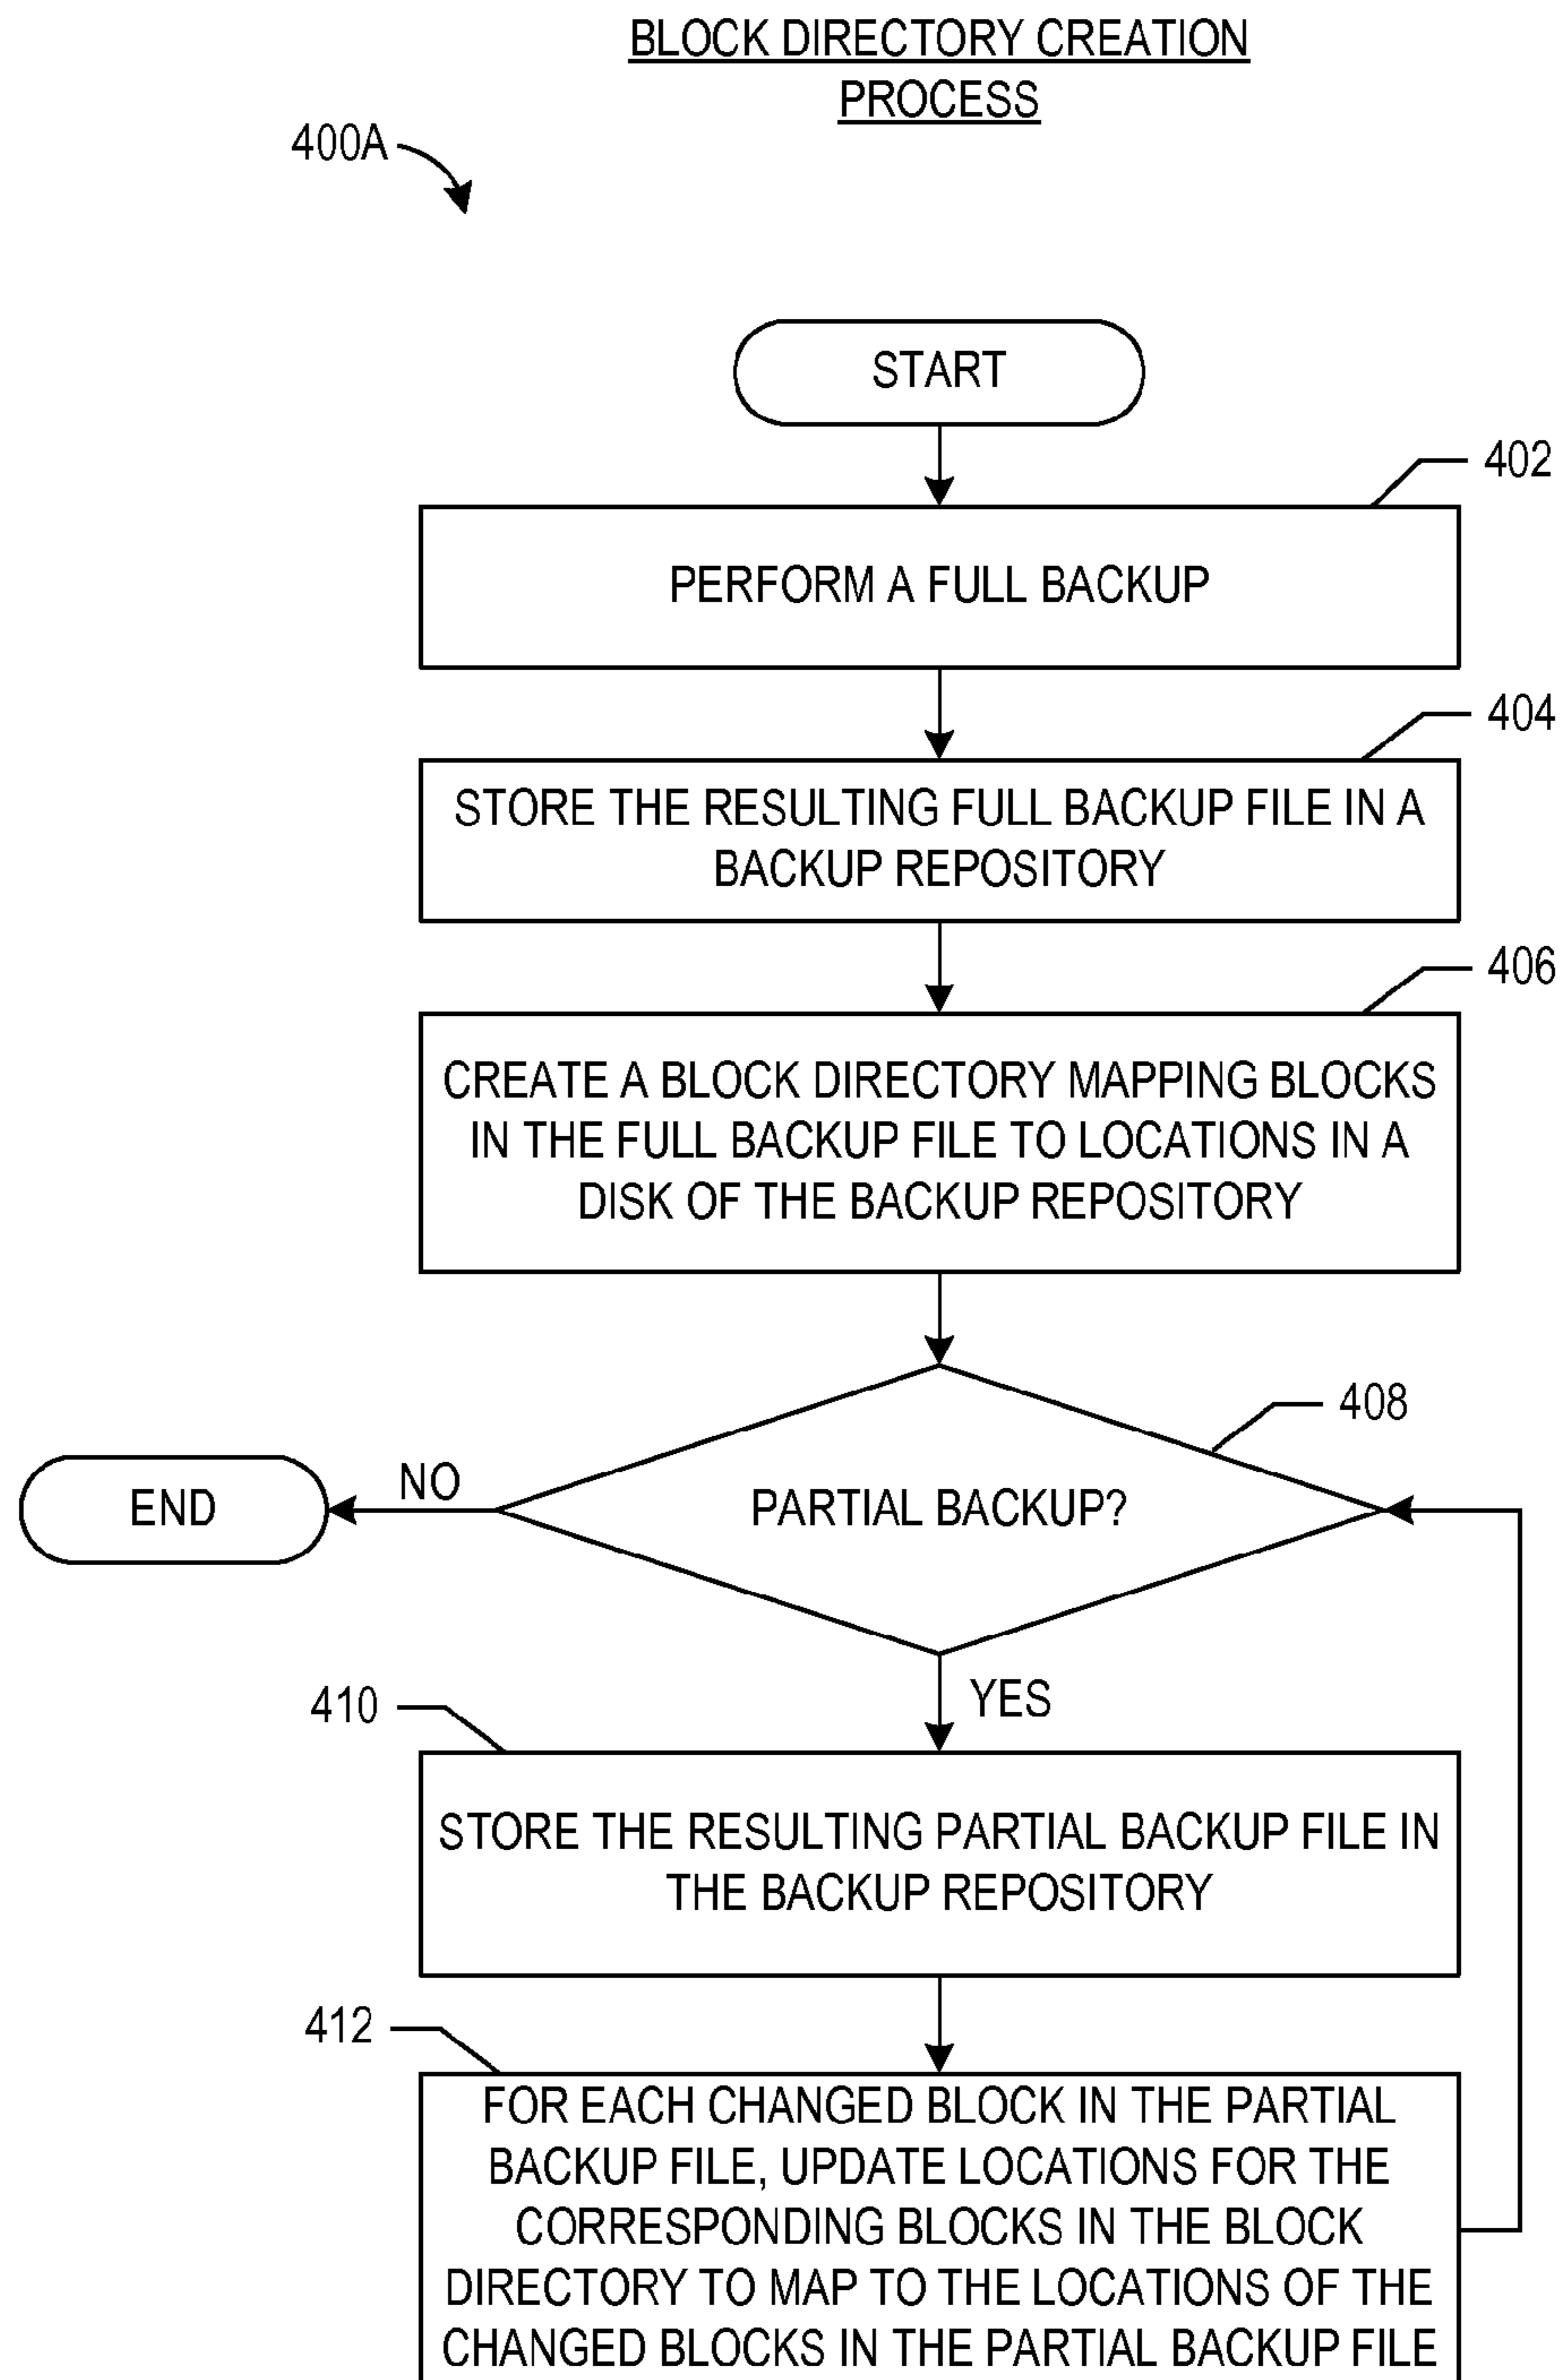 BLOCK DIRECTORY CREATION
PROCESS
400A
START
402
PERFORM A FULL BACKUP
404
STORE THE RESULTING FULL BACKUP FILE IN A
BACKUP REPOSITORY
406
CREATE A BLOCK DIRECTORY MAPPING BLOCKS
IN THE FULL BACKUP FILE TO LOCATIONS IN A
DISK OF THE BACKUP REPOSITORY
408
PARTIAL BACKUP?
NO
END
YES
410
STORE THE RESULTING PARTIAL BACKUP FILE IN
THE BACKUP REPOSITORY
412
FOR EACH CHANGED BLOCK IN THE PARTIAL
BACKUP FILE, UPDATE LOCATIONS FOR THE
CORRESPONDING BLOCKS IN THE BLOCK
DIRECTORY TO MAP TO THE LOCATIONS OF THE
CHANGED BLOCKS IN THE PARTIAL BACKUP FILE